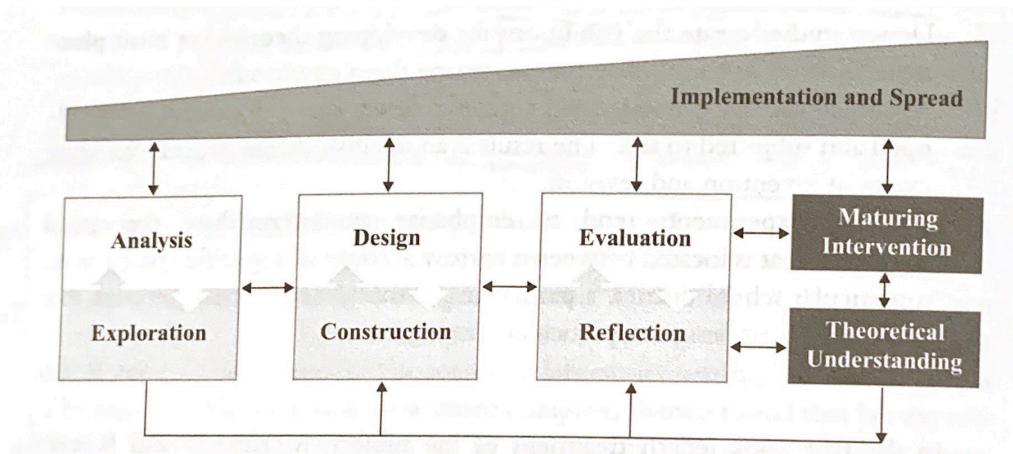 Implementation and Spread
Analysis
Exploration
Design
Construction
Evaluation
Reflection
Maturing
Intervention
Theoretical
Understanding